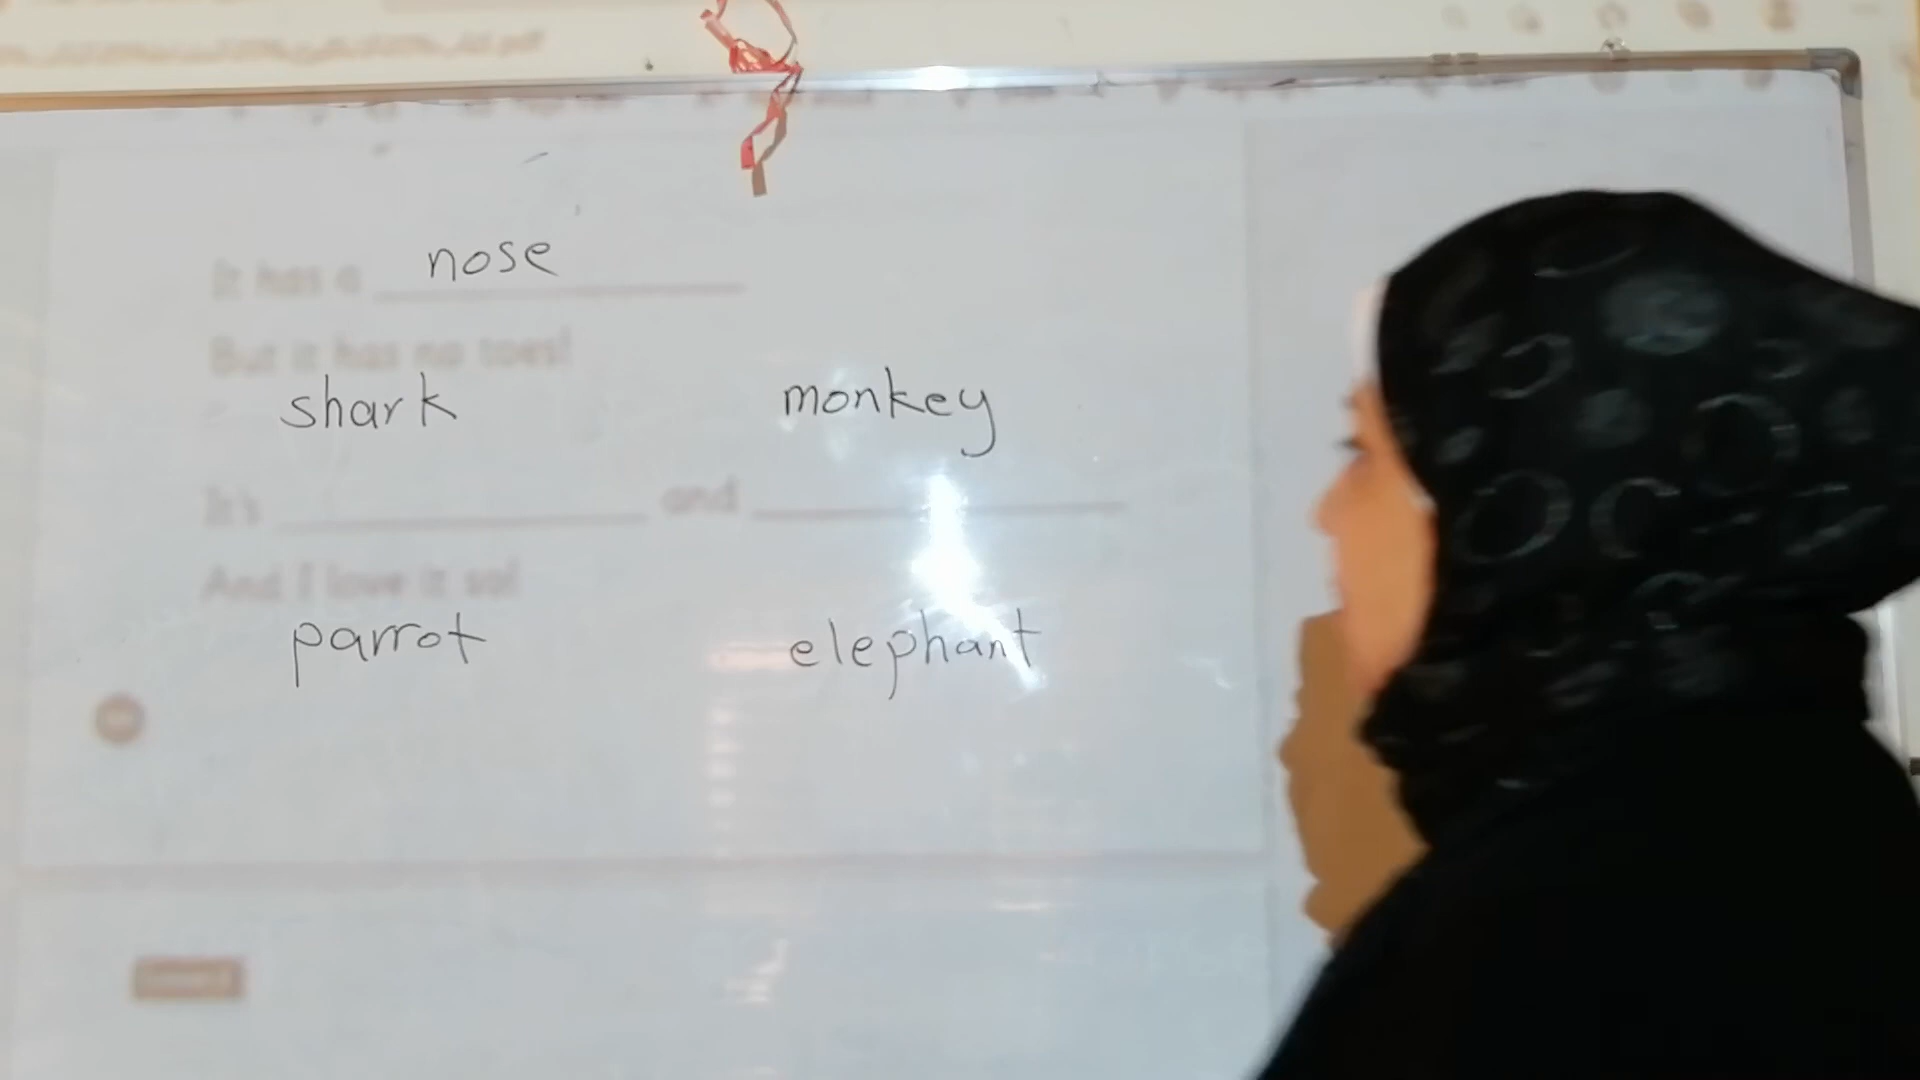 It has a nose
But it has no toes!
shark monkey
It's and
And I love it so!
parrot elephant